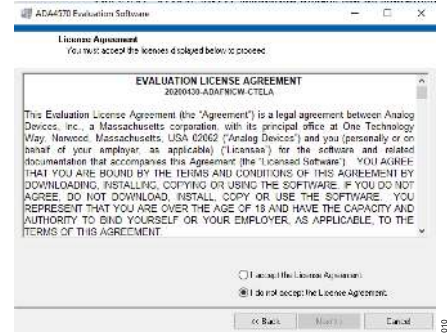 ADA4570 Evaluation Software
License Agreement
You must accept the licenses displayed below to proceed
EVALUATION LICENSE AGREEMENT
20200430-ADAFNICW-CTELA
This Evaluation License Agreement (the "Agreement") is a legal agreement between Analog
Devices, Inc., a Massachusetts corporation, with its principal office at One Technology
Way, Norwood, Massachusetts, USA 02062 ("Analog Devices") and you (personally or on
behalf of your employer, as applicable) ("Licensee") for the software and related
documentation that accompanies this Agreement (the "Licensed Software"). YOU AGREE
THAT YOU ARE BOUND BY THE TERMS AND CONDITIONS OF THIS AGREEMENT BY
DOWNLOADING, INSTALLING, COPYING OR USING THE SOFTWARE. IF YOU DO NOT
AGREE, DO NOT DOWNLOAD, INSTALL, COPY OR USE THE SOFTWARE. YOU
REPRESENT THAT YOU ARE OVER THE AGE OF 18 AND HAVE THE CAPACITY AND
AUTHORITY TO BIND YOURSELF OR YOUR EMPLOYER, AS APPLICABLE, TO THE
TERMS OF THIS AGREEMENT.
I accept the License Agreement.
I do not accept the License Agreement.
<< Back
Next >>
Cancel
010